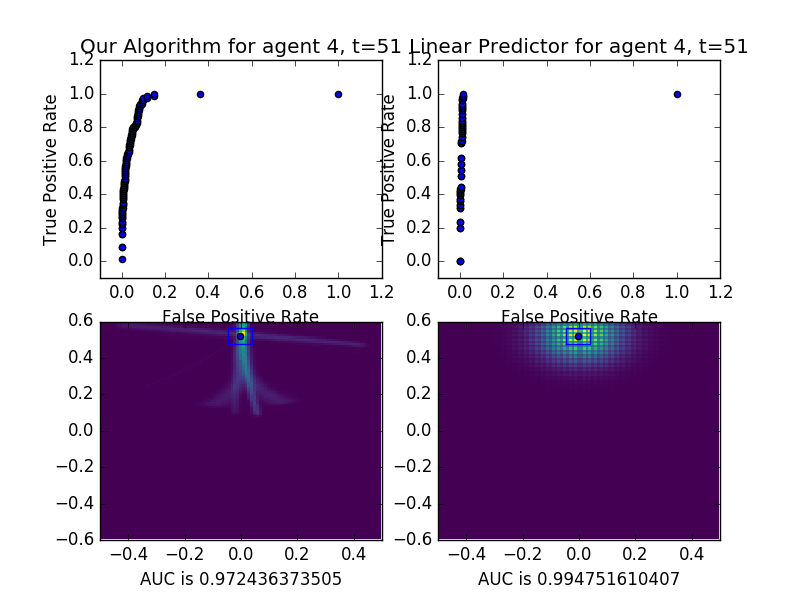 Our Algorithm for agent 4, t=51
Linear Predictor for agent 4, t=51
True Positive Rate
1.2
1.0
0.8
0.6
0.4
0.2
0.0
0.0 0.2 0.4 0.6 0.8 1.0 1.2
False Positive Rate
True Positive Rate
1.2
1.0
0.8
0.6
0.4
0.2
0.0
0.0 0.2 0.4 0.6 0.8 1.0 1.2
False Positive Rate
0.6
0.4
0.2
0.0
−0.2
−0.4
−0.6
−0.4 −0.2 0.0 0.2 0.4
AUC is 0.972436373505
0.6
0.4
0.2
0.0
−0.2
−0.4
−0.6
−0.4 −0.2 0.0 0.2 0.4
AUC is 0.994751610407